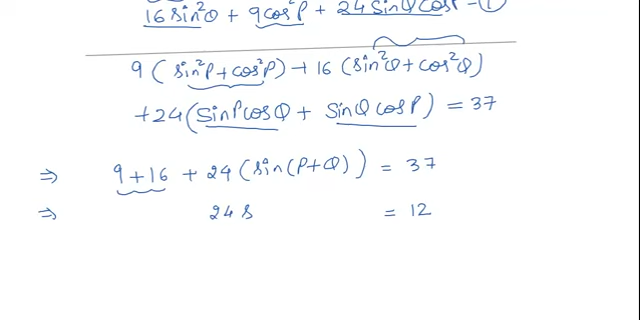 16 sin²Q + 9 cos²P + 24 SinQ CosP — ①
9 ( sin²P + cos²P ) + 16 ( sin²Q + cos²Q )
+ 24 ( SinP cosQ + SinQ cosP ) = 37
⇒ 9 + 16 + 24 ( sin (P+Q) ) = 37
⇒ 24 s = 12